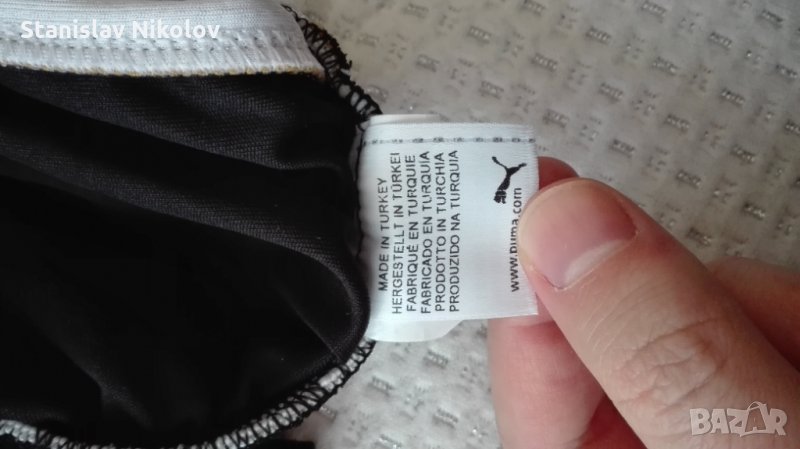 Stanislav Nikolov
MADE IN TURKEY
HERGESTELLT IN TÜRKEI
FABRIQUÉ EN TURQUIE
FABRICADO EN TURQUIA
PRODOTTO IN TURCHIA
PRODUZIDO NA TURQUIA
www.puma.com
BAZAR